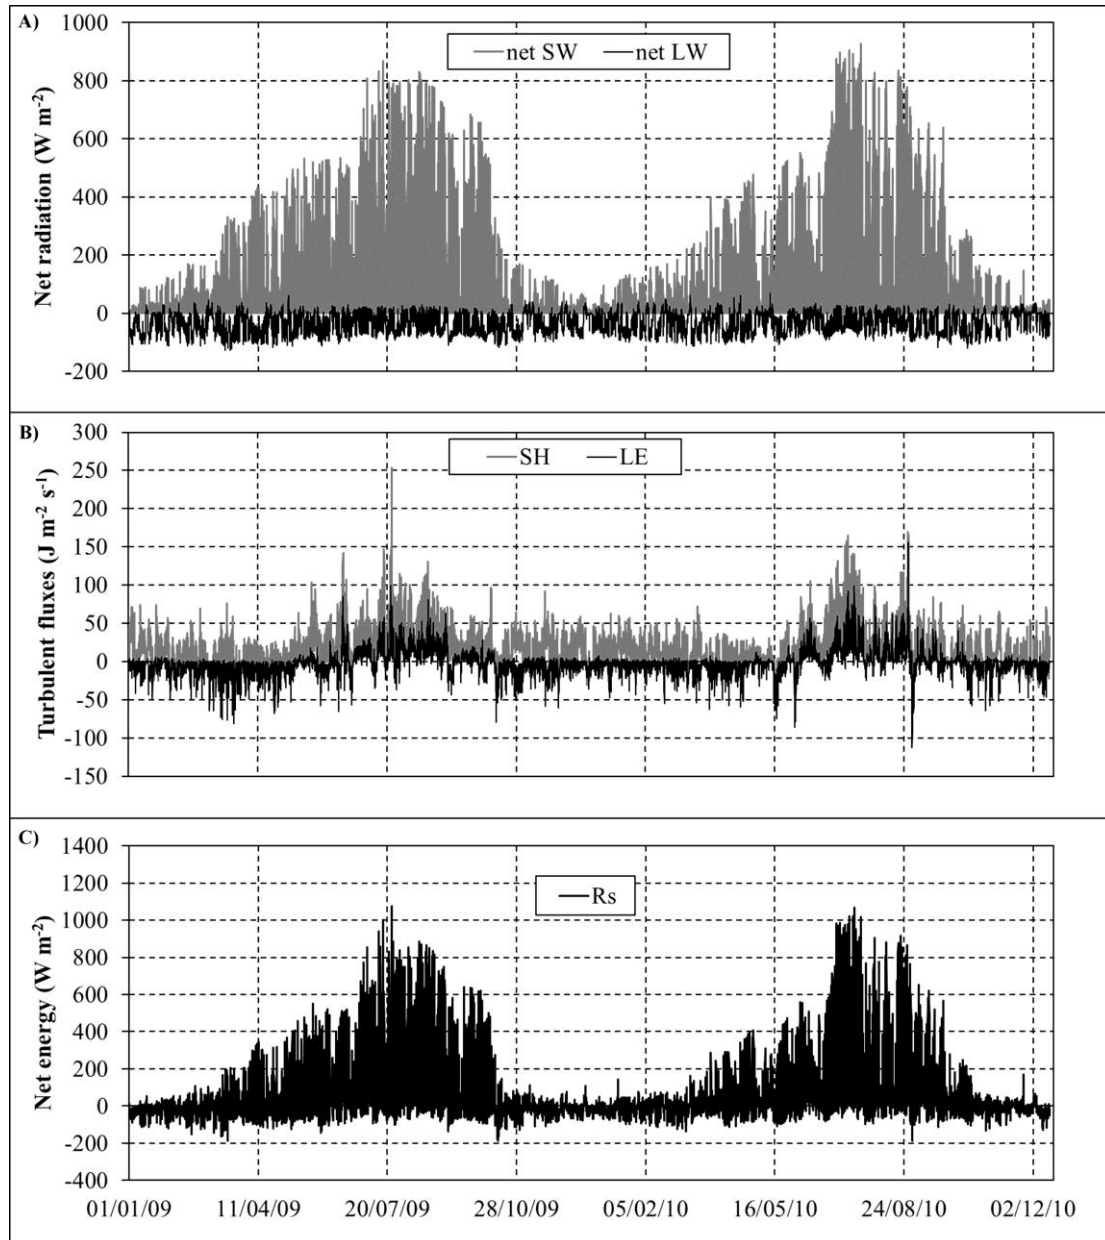 A)
net SW net LW
Net radiation (W m-2)
1000
800
600
400
200
0
-200
B)
SH LE
Turbulent fluxes (J m-2 s-1)
300
250
200
150
100
50
0
-50
-100
-150
C)
Rs
Net energy (W m-2)
1400
1200
1000
800
600
400
200
0
-200
-400
01/01/09 11/04/09 20/07/09 28/10/09 05/02/10 16/05/10 24/08/10 02/12/10